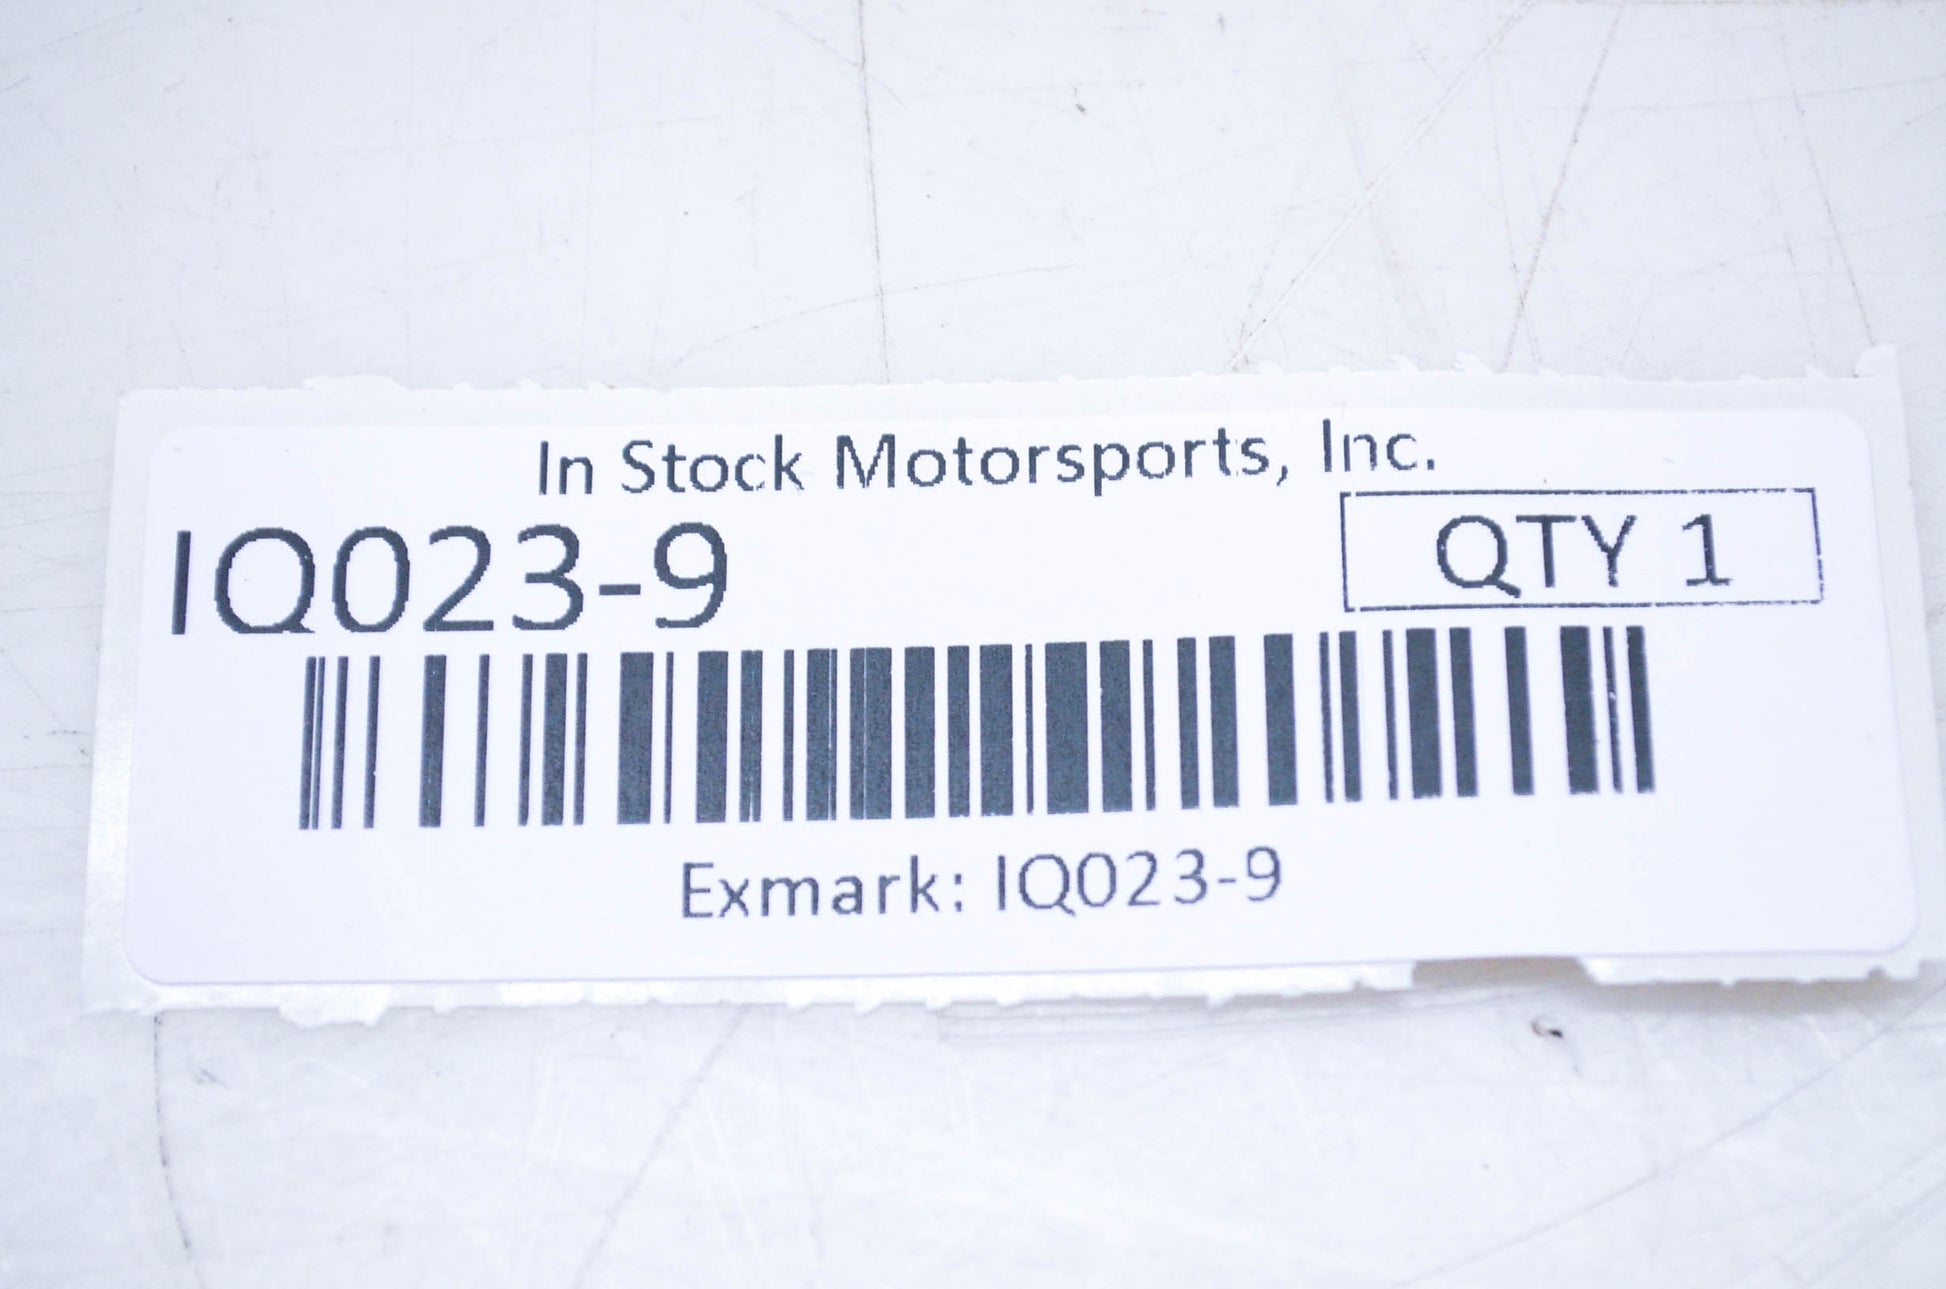 In Stock Motorsports, Inc.
IQ023-9
QTY 1
Exmark: IQ023-9